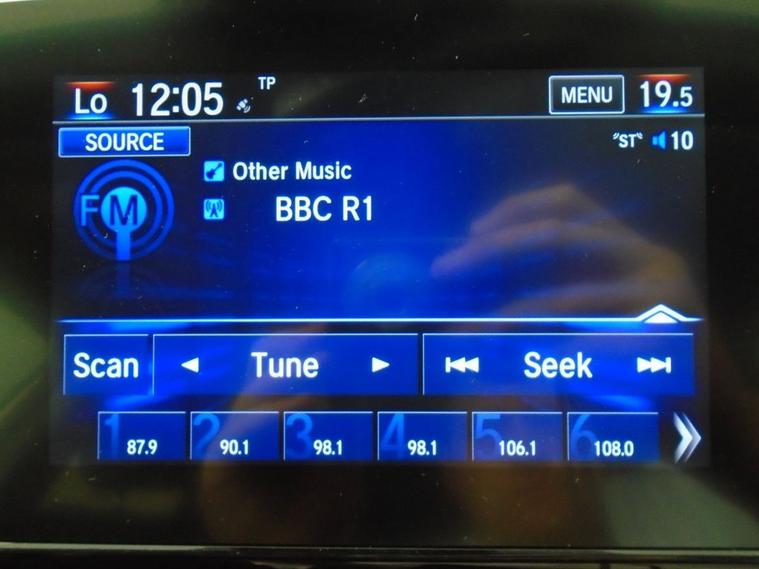 Lo 12:05 TP MENU 19.5
SOURCE "ST" 10
Other Music
FM BBC R1
Scan Tune Seek
1 87.9 2 90.1 3 98.1 4 98.1 5 106.1 6 108.0